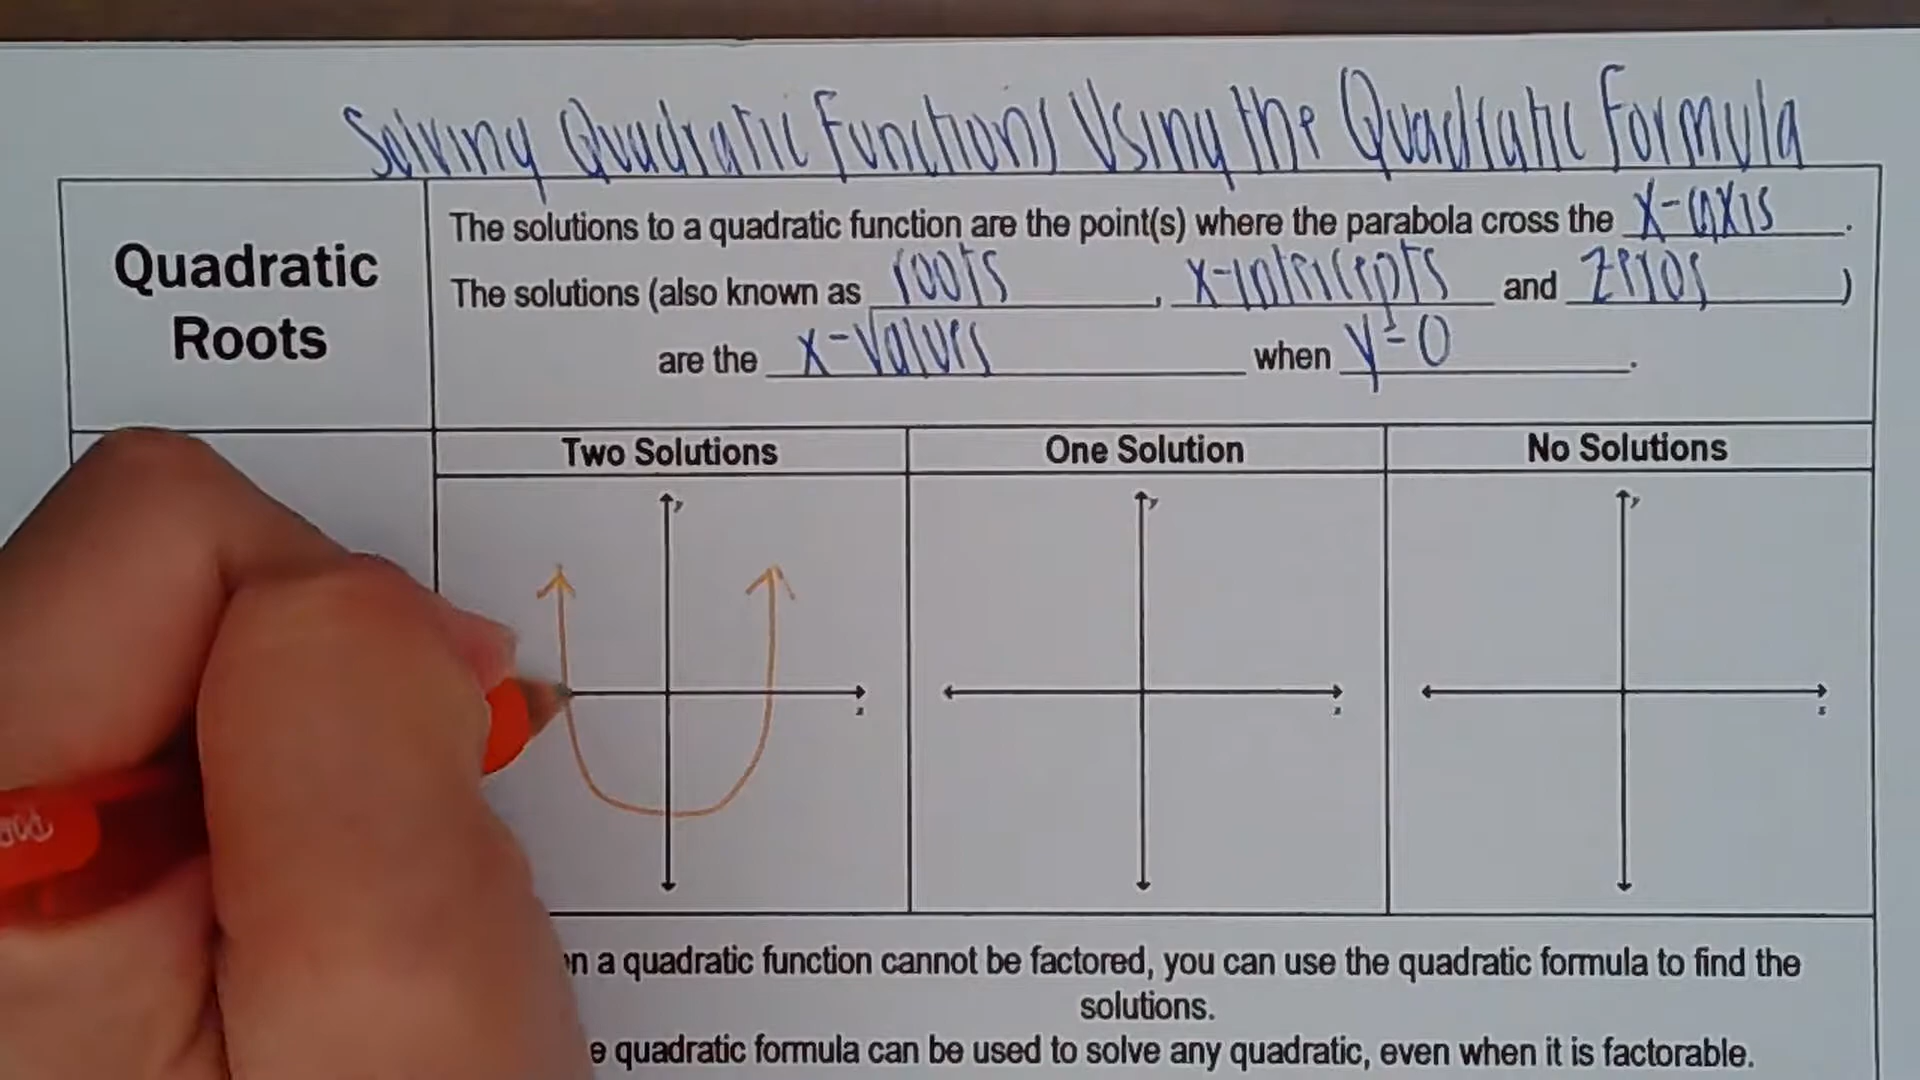 Solving Quadratic Functions Using the Quadratic Formula
Quadratic
Roots
The solutions to a quadratic function are the point(s) where the parabola cross the x-axis.
The solutions (also known as roots, x-intercepts and zeros)
are the x-values when y=0.
Two Solutions
One Solution
No Solutions
y
x
y
x
y
x
a quadratic function cannot be factored, you can use the quadratic formula to find the
solutions.
quadratic formula can be used to solve any quadratic, even when it is factorable.